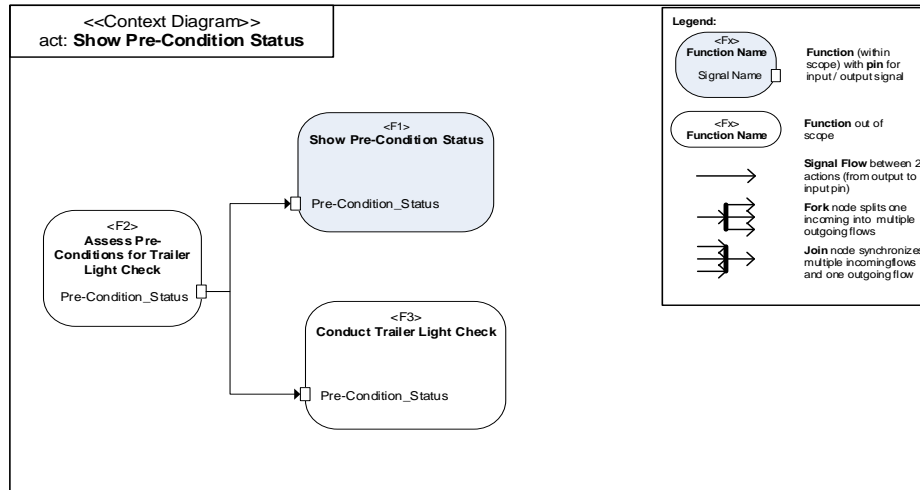 <<Context Diagram>>
act: Show Pre-Condition Status
Legend:
<Fx>
Function Name
Signal Name
Function (within
scope) with pin for
input / output signal
<Fx>
Function Name
Function out of
scope
Signal Flow between 2
actions (from output to
input pin)
Fork node splits one
incoming into multiple
outgoing flows
Join node synchronizes
multiple incomingflows
and one outgoing flow
<F1>
Show Pre-Condition Status
Pre-Condition_Status
<F2>
Assess Pre-
Conditions for Trailer
Light Check
Pre-Condition_Status
<F3>
Conduct Trailer Light Check
Pre-Condition_Status